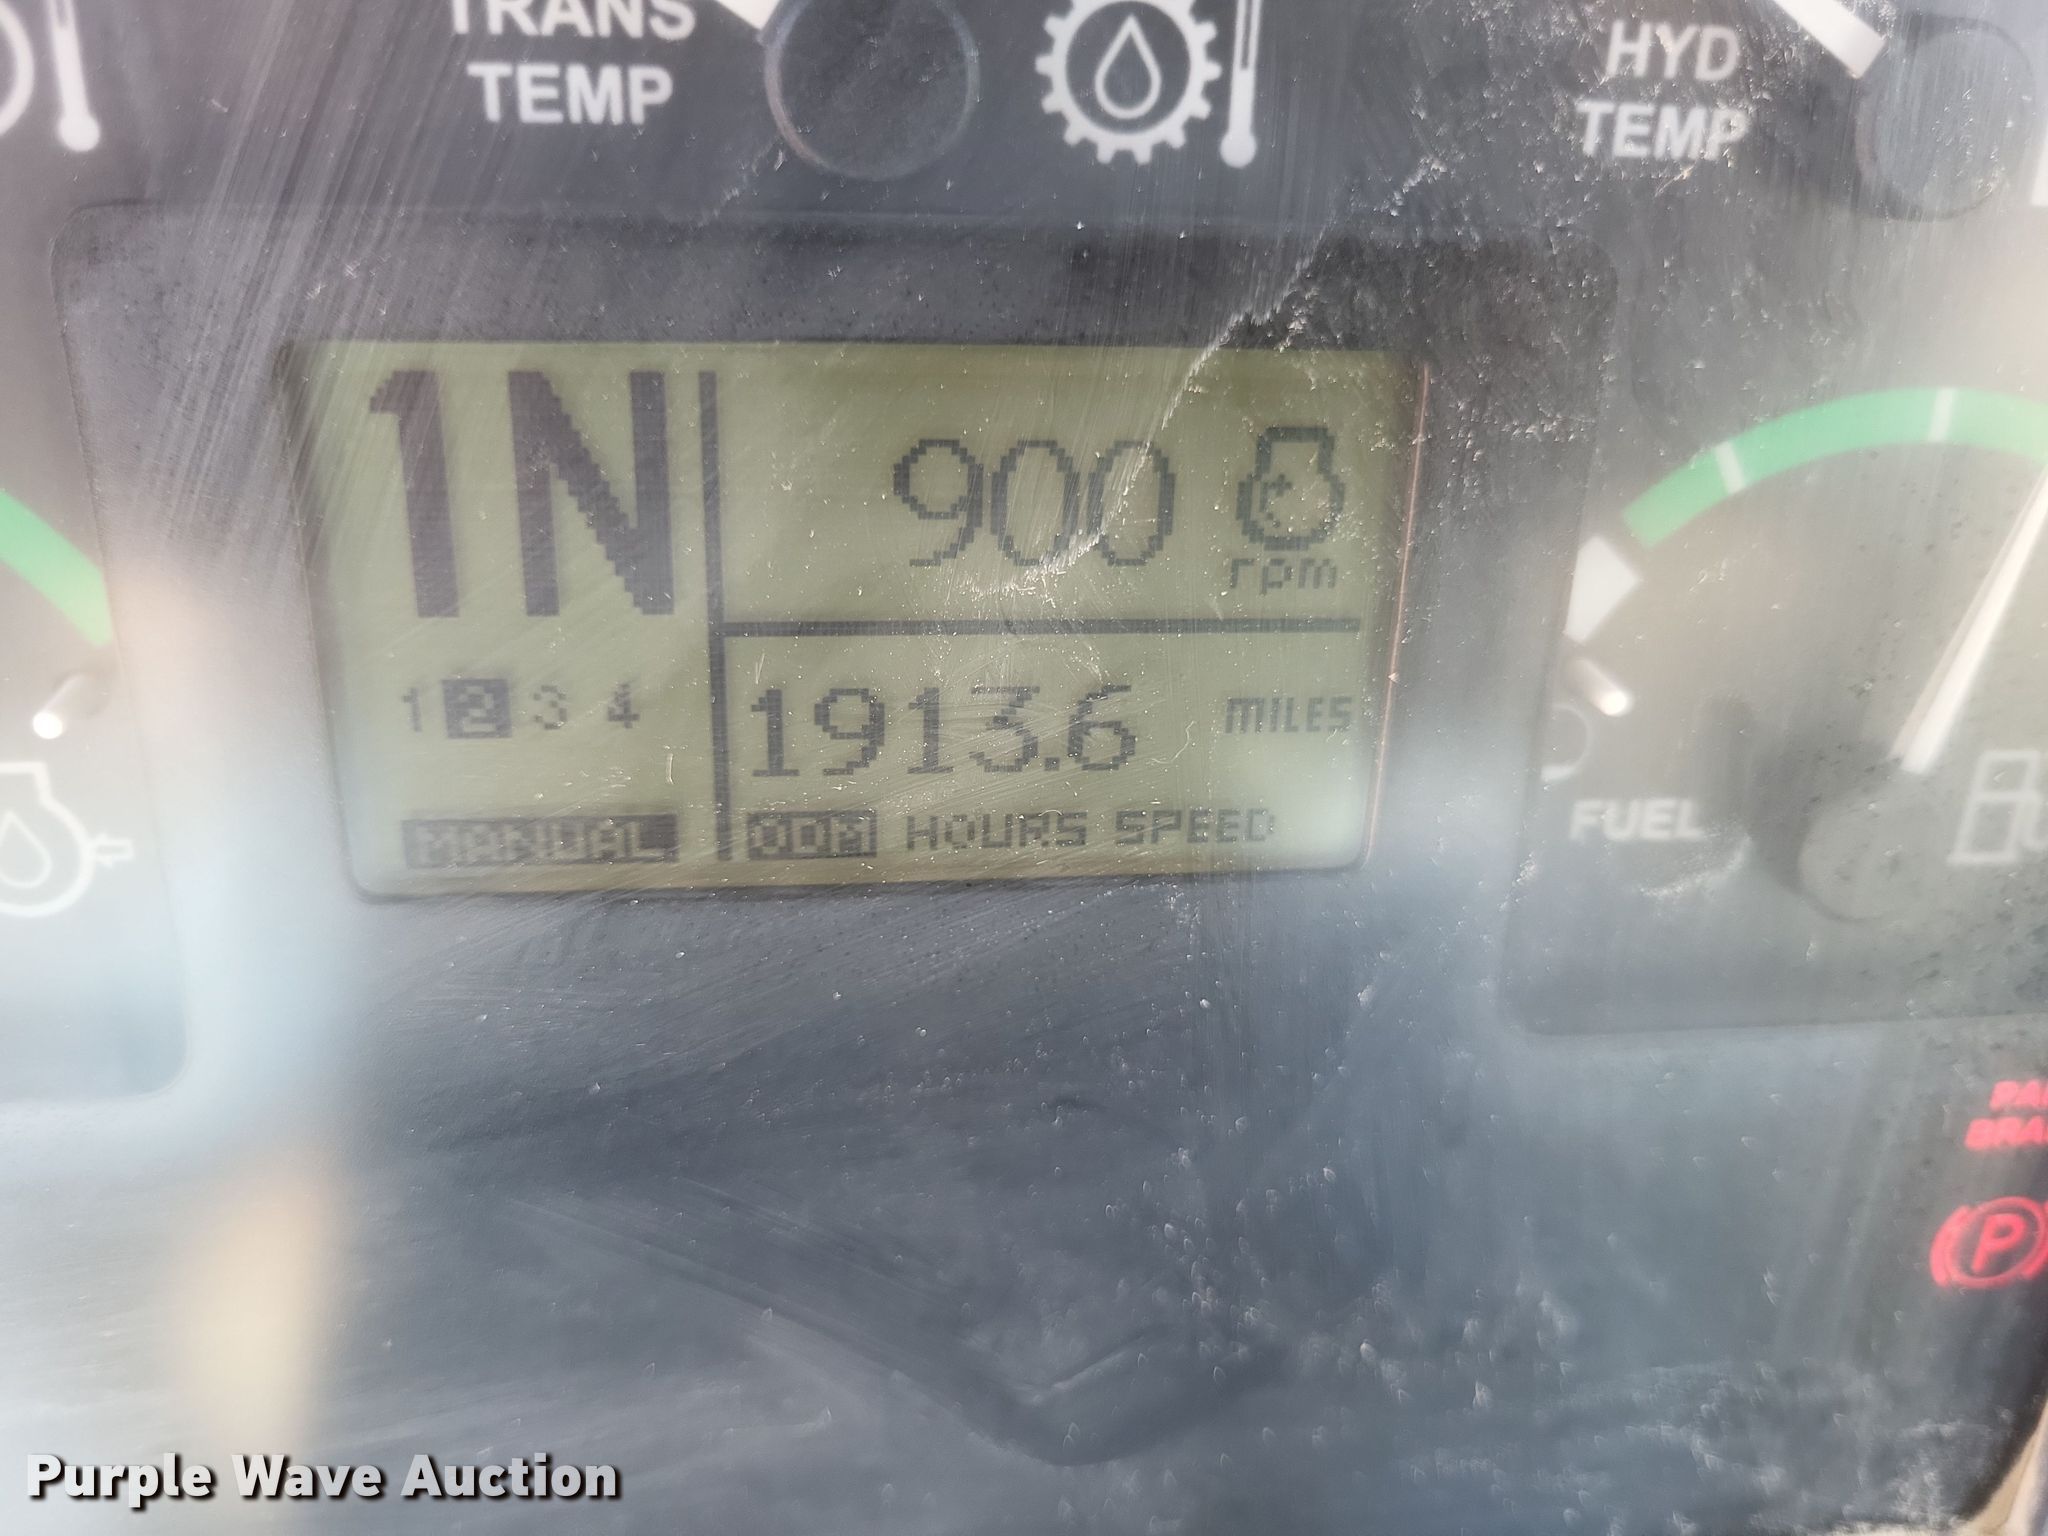 TRANS
TEMP
HYD
TEMP
1N
900
rpm
1 2 3 4
1913.6 MILES
MANUAL
ODM HOURS SPEED
FUEL
P
Purple Wave Auction